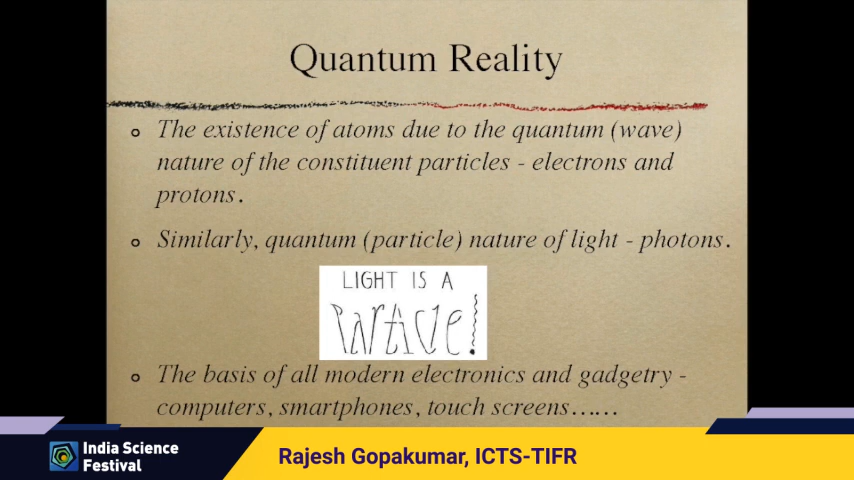 Quantum Reality
The existence of atoms due to the quantum (wave)
nature of the constituent particles - electrons and
protons.
Similarly, quantum (particle) nature of light - photons.
LIGHT IS A
Particle!
The basis of all modern electronics and gadgetry -
computers, smartphones, touch screens......
India Science
Festival
Rajesh Gopakumar, ICTS-TIFR